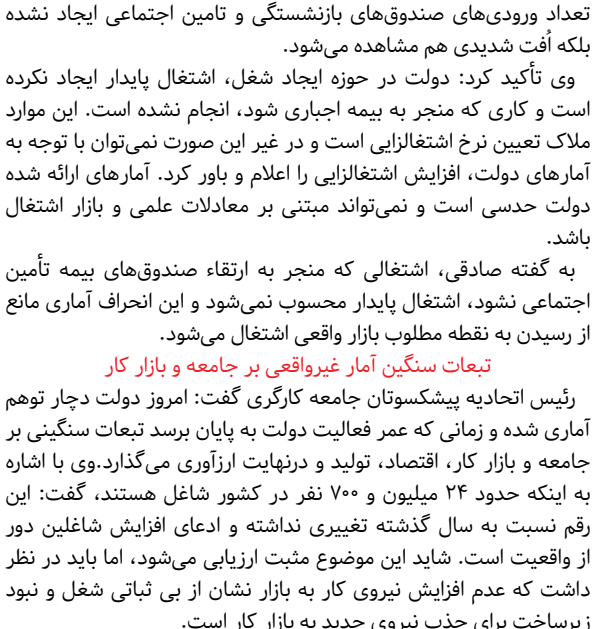 تعداد ورودی‌های صندوق‌های بازنشستگی و تامین اجتماعی ایجاد نشده
بلکه اُفت شدیدی هم مشاهده می‌شود.
وی تأکید کرد: دولت در حوزه ایجاد شغل، اشتغال پایدار ایجاد نکرده
است و کاری که منجر به بیمه اجباری شود، انجام نشده است. این موارد
ملاک تعیین نرخ اشتغالزایی است و در غیر این صورت نمی‌توان با توجه به
آمارهای دولت، افزایش اشتغالزایی را اعلام و باور کرد. آمارهای ارائه شده
دولت حدسی است و نمی‌تواند مبتنی بر معادلات علمی و بازار اشتغال
باشد.
به گفته صادقی، اشتغالی که منجر به ارتقاء صندوق‌های بیمه تأمین
اجتماعی نشود، اشتغال پایدار محسوب نمی‌شود و این انحراف آماری مانع
از رسیدن به نقطه مطلوب بازار واقعی اشتغال می‌شود.
تبعات سنگین آمار غیرواقعی بر جامعه و بازار کار
رئیس اتحادیه پیشکسوتان جامعه کارگری گفت: امروز دولت دچار توهم
آماری شده و زمانی که عمر فعالیت دولت به پایان برسد تبعات سنگینی بر
جامعه و بازار کار، اقتصاد، تولید و درنهایت ارزآوری می‌گذارد.وی با اشاره
به اینکه حدود ۲۴ میلیون و ۷۰۰ نفر در کشور شاغل هستند، گفت: این
رقم نسبت به سال گذشته تغییری نداشته و ادعای افزایش شاغلین دور
از واقعیت است. شاید این موضوع مثبت ارزیابی می‌شود، اما باید در نظر
داشت که عدم افزایش نیروی کار به بازار نشان از بی ثباتی شغل و نبود
زیرساخت برای جذب نیروی جدید به بازار کار است.